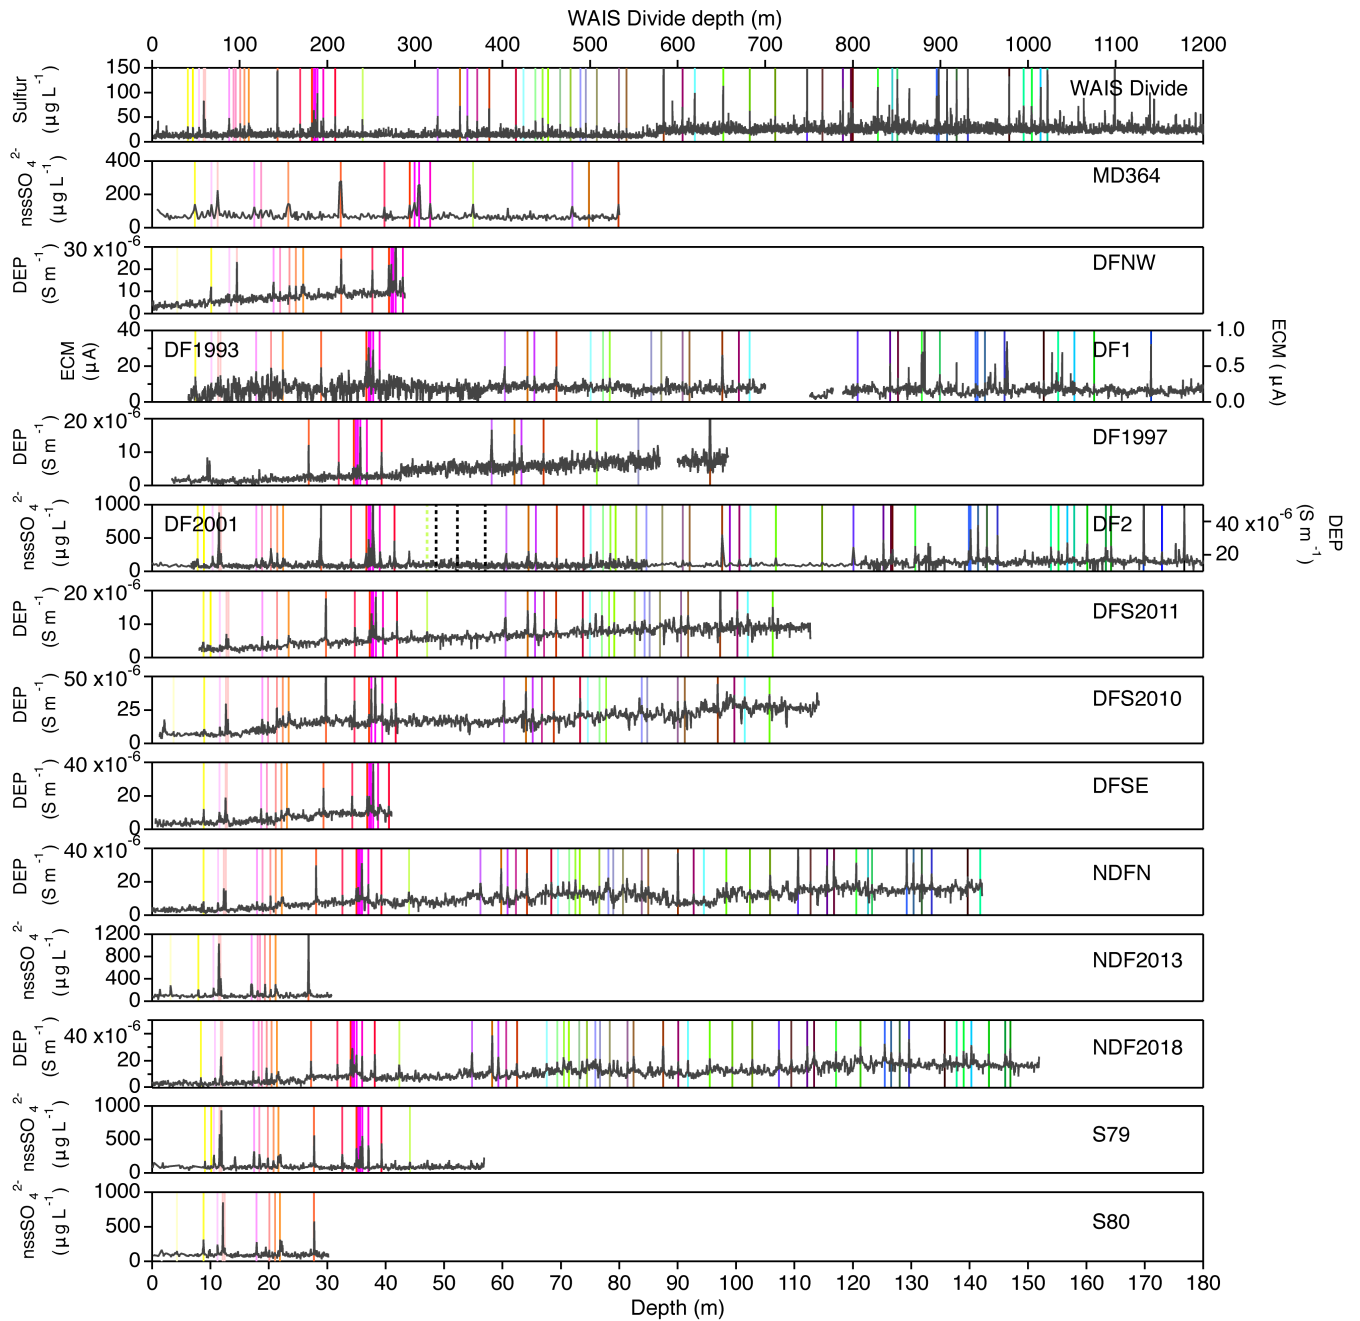 WAIS Divide depth (m)
0 100 200 300 400 500 600 700 800 900 1000 1100 1200
Sulfur
(µg L⁻¹)
150
100
50
0
WAIS Divide
nssSO₄²⁻
(µg L⁻¹)
400
200
0
MD364
DEP
(S m⁻¹)
30 x10⁻⁶
20
10
0
DFNW
ECM
(µA)
40
20
0
DF1993
DF1
1.0
0.5
0.0
ECM (µA)
DEP
(S m⁻¹)
20 x10⁻⁶
10
0
DF1997
nssSO₄²⁻
(µg L⁻¹)
1000
500
0
DF2001
DF2
40 x10⁻⁶
20
DEP
(S m⁻¹)
DEP
(S m⁻¹)
20 x10⁻⁶
10
0
DFS2011
DEP
(S m⁻¹)
50 x10⁻⁶
25
0
DFS2010
DEP
(S m⁻¹)
40 x10⁻⁶
20
0
DFSE
DEP
(S m⁻¹)
40 x10⁻⁶
20
0
NDFN
nssSO₄²⁻
(µg L⁻¹)
1200
800
400
0
NDF2013
DEP
(S m⁻¹)
40 x10⁻⁶
20
0
NDF2018
nssSO₄²⁻
(µg L⁻¹)
1000
500
0
S79
nssSO₄²⁻
(µg L⁻¹)
1000
500
0
S80
0 10 20 30 40 50 60 70 80 90 100 110 120 130 140 150 160 170 180
Depth (m)